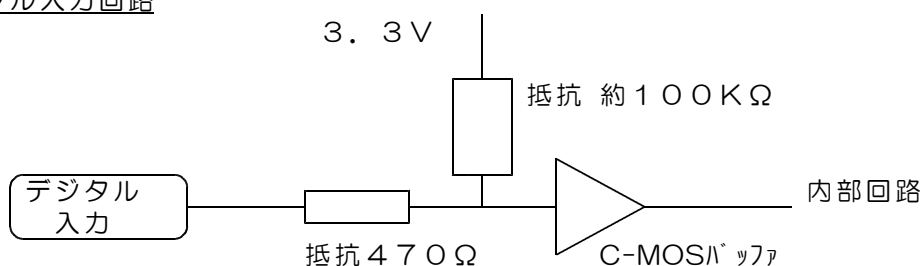 ル入力回路
３．３Ｖ
抵抗 約１００ＫΩ
デジタル
入力
内部回路
抵抗４７０Ω
C-MOSﾊﾞｯﾌｧ